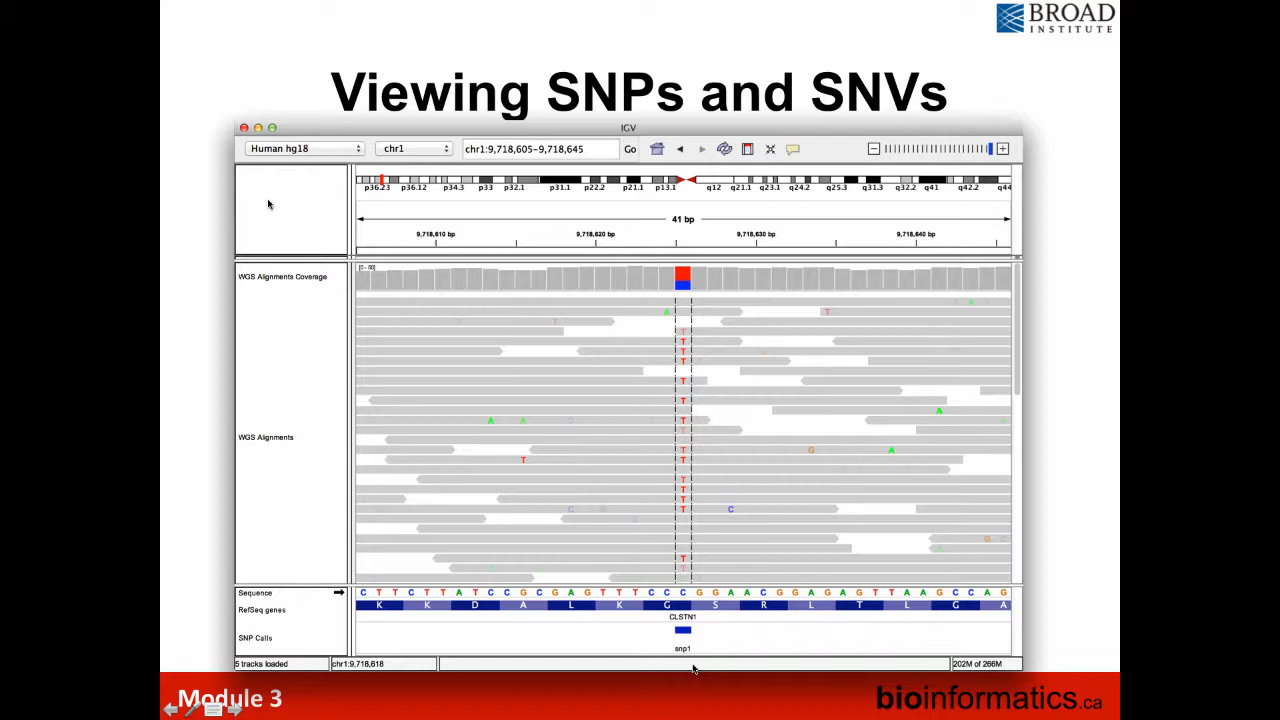 BROAD
INSTITUTE
Viewing SNPs and SNVs
IGV
Human hg18 chr1 chr1:9,718,605-9,718,645 Go
p36.23 p36.12 p34.3 p33 p32.1 p31.1 p22.2 p21.1 p13.1 q12 q21.1 q23.1 q24.2 q25.3 q31.3 q32.2 q41 q42.2 q44
41 bp
9,718,610 bp 9,718,620 bp 9,718,630 bp 9,718,640 bp
WGS Alignments Coverage
[0 - 60]
A
A T
T
T
T
T
T
T
T
A
A A T
T G A
T T
T
T
T
C T C
G
T
WGS Alignments
Sequence C T T C T T A T C C G C G A G T T T C C C G G A A C G G A G A G T T A A G C C A G
RefSeq genes K K D A L K G S R L T L G A
CLSTN1
SNP Calls
snp1
5 tracks loaded chr1:9,718,618 202M of 266M
Module 3
bioinformatics.ca